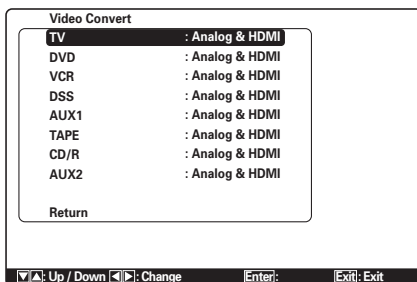 Video Convert
TV : Analog & HDMI
DVD : Analog & HDMI
VCR : Analog & HDMI
DSS : Analog & HDMI
AUX1 : Analog & HDMI
TAPE : Analog & HDMI
CD/R : Analog & HDMI
AUX2 : Analog & HDMI
Return
▼▲: Up / Down ◀▶: Change Enter: Exit: Exit